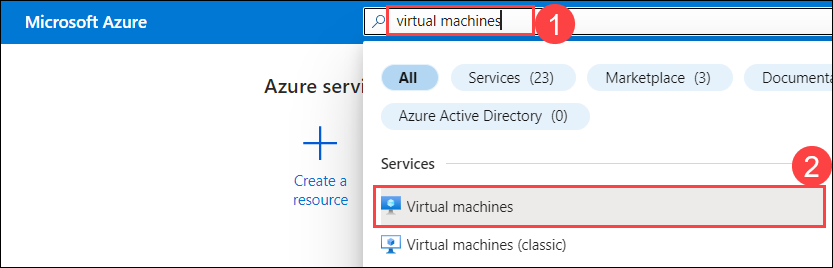 Microsoft Azure
virtual machines
1
All
Services (23)
Marketplace (3)
Documenta
Azure Active Directory (0)
Azure servi
Create a
resource
Services
2
Virtual machines
Virtual machines (classic)